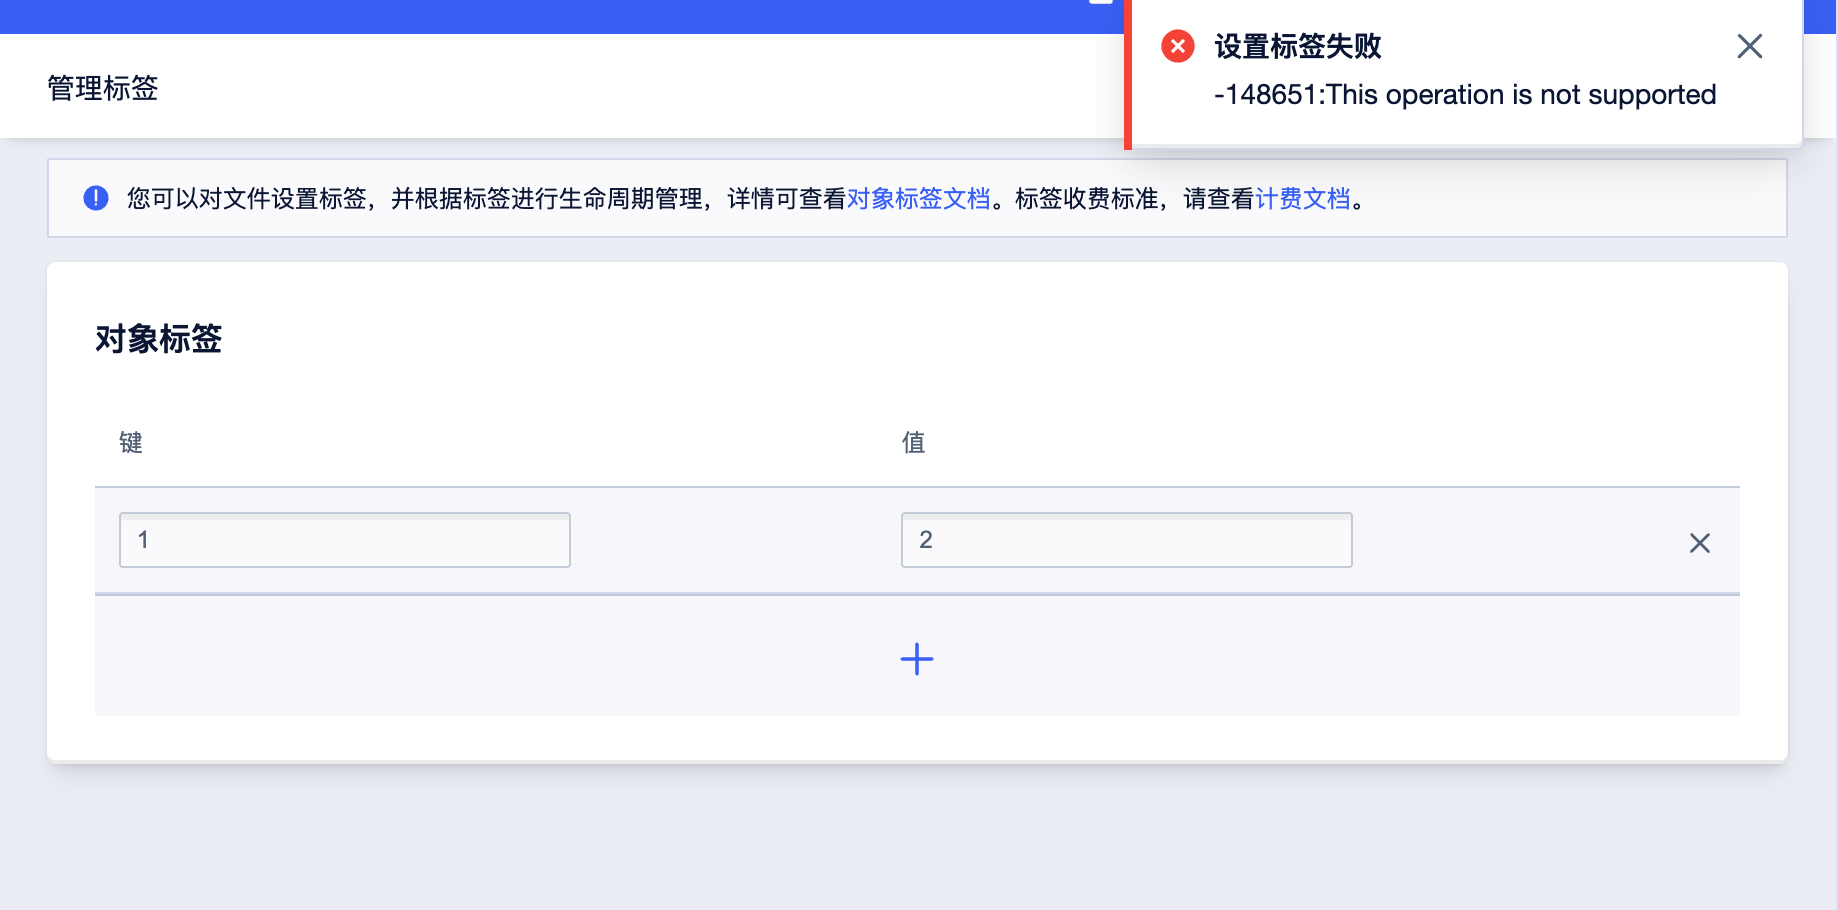 设置标签失败
-148651:This operation is not supported
管理标签
您可以对文件设置标签，并根据标签进行生命周期管理，详情可查看对象标签文档。标签收费标准，请查看计费文档。
对象标签
键 值
1 2